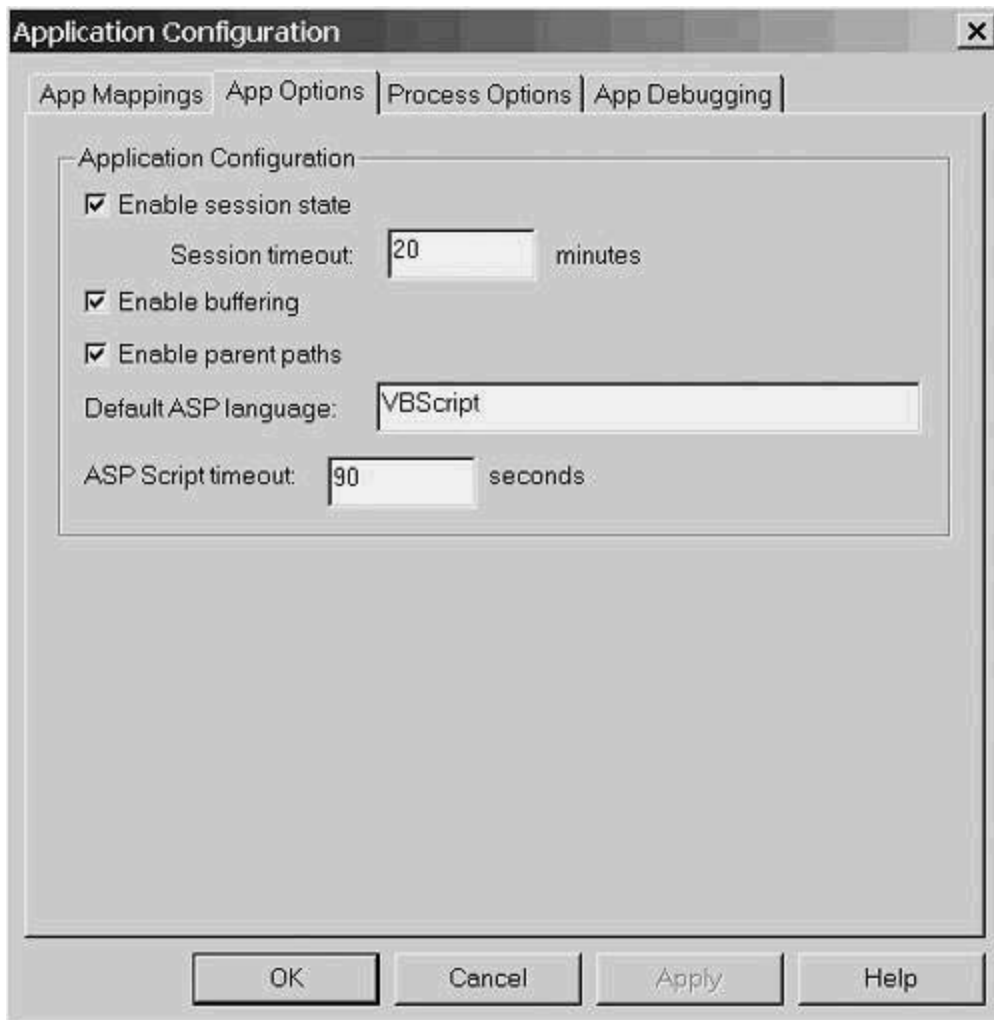 Application Configuration
App Mappings App Options Process Options App Debugging
Application Configuration
Enable session state
Session timeout: 20 minutes
Enable buffering
Enable parent paths
Default ASP language: VBScript
ASP Script timeout: 90 seconds
OK Cancel Apply Help